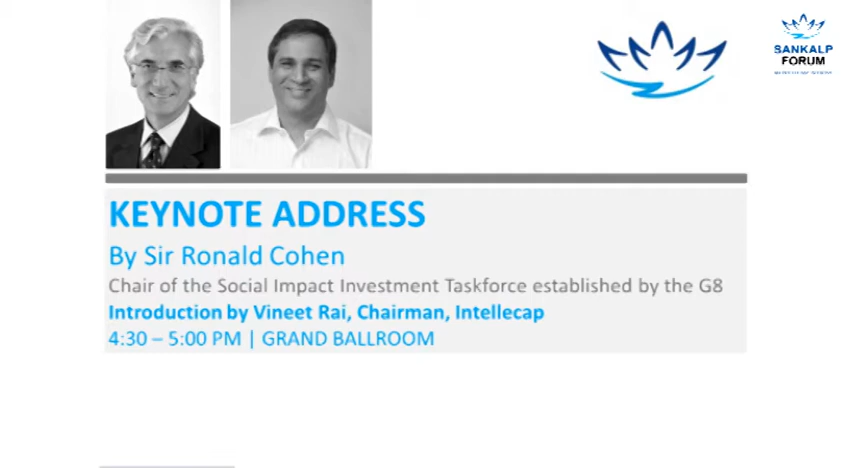 SANKALP
FORUM
KEYNOTE ADDRESS
By Sir Ronald Cohen
Chair of the Social Impact Investment Taskforce established by the G8
Introduction by Vineet Rai, Chairman, Intellecap
4:30 – 5:00 PM | GRAND BALLROOM